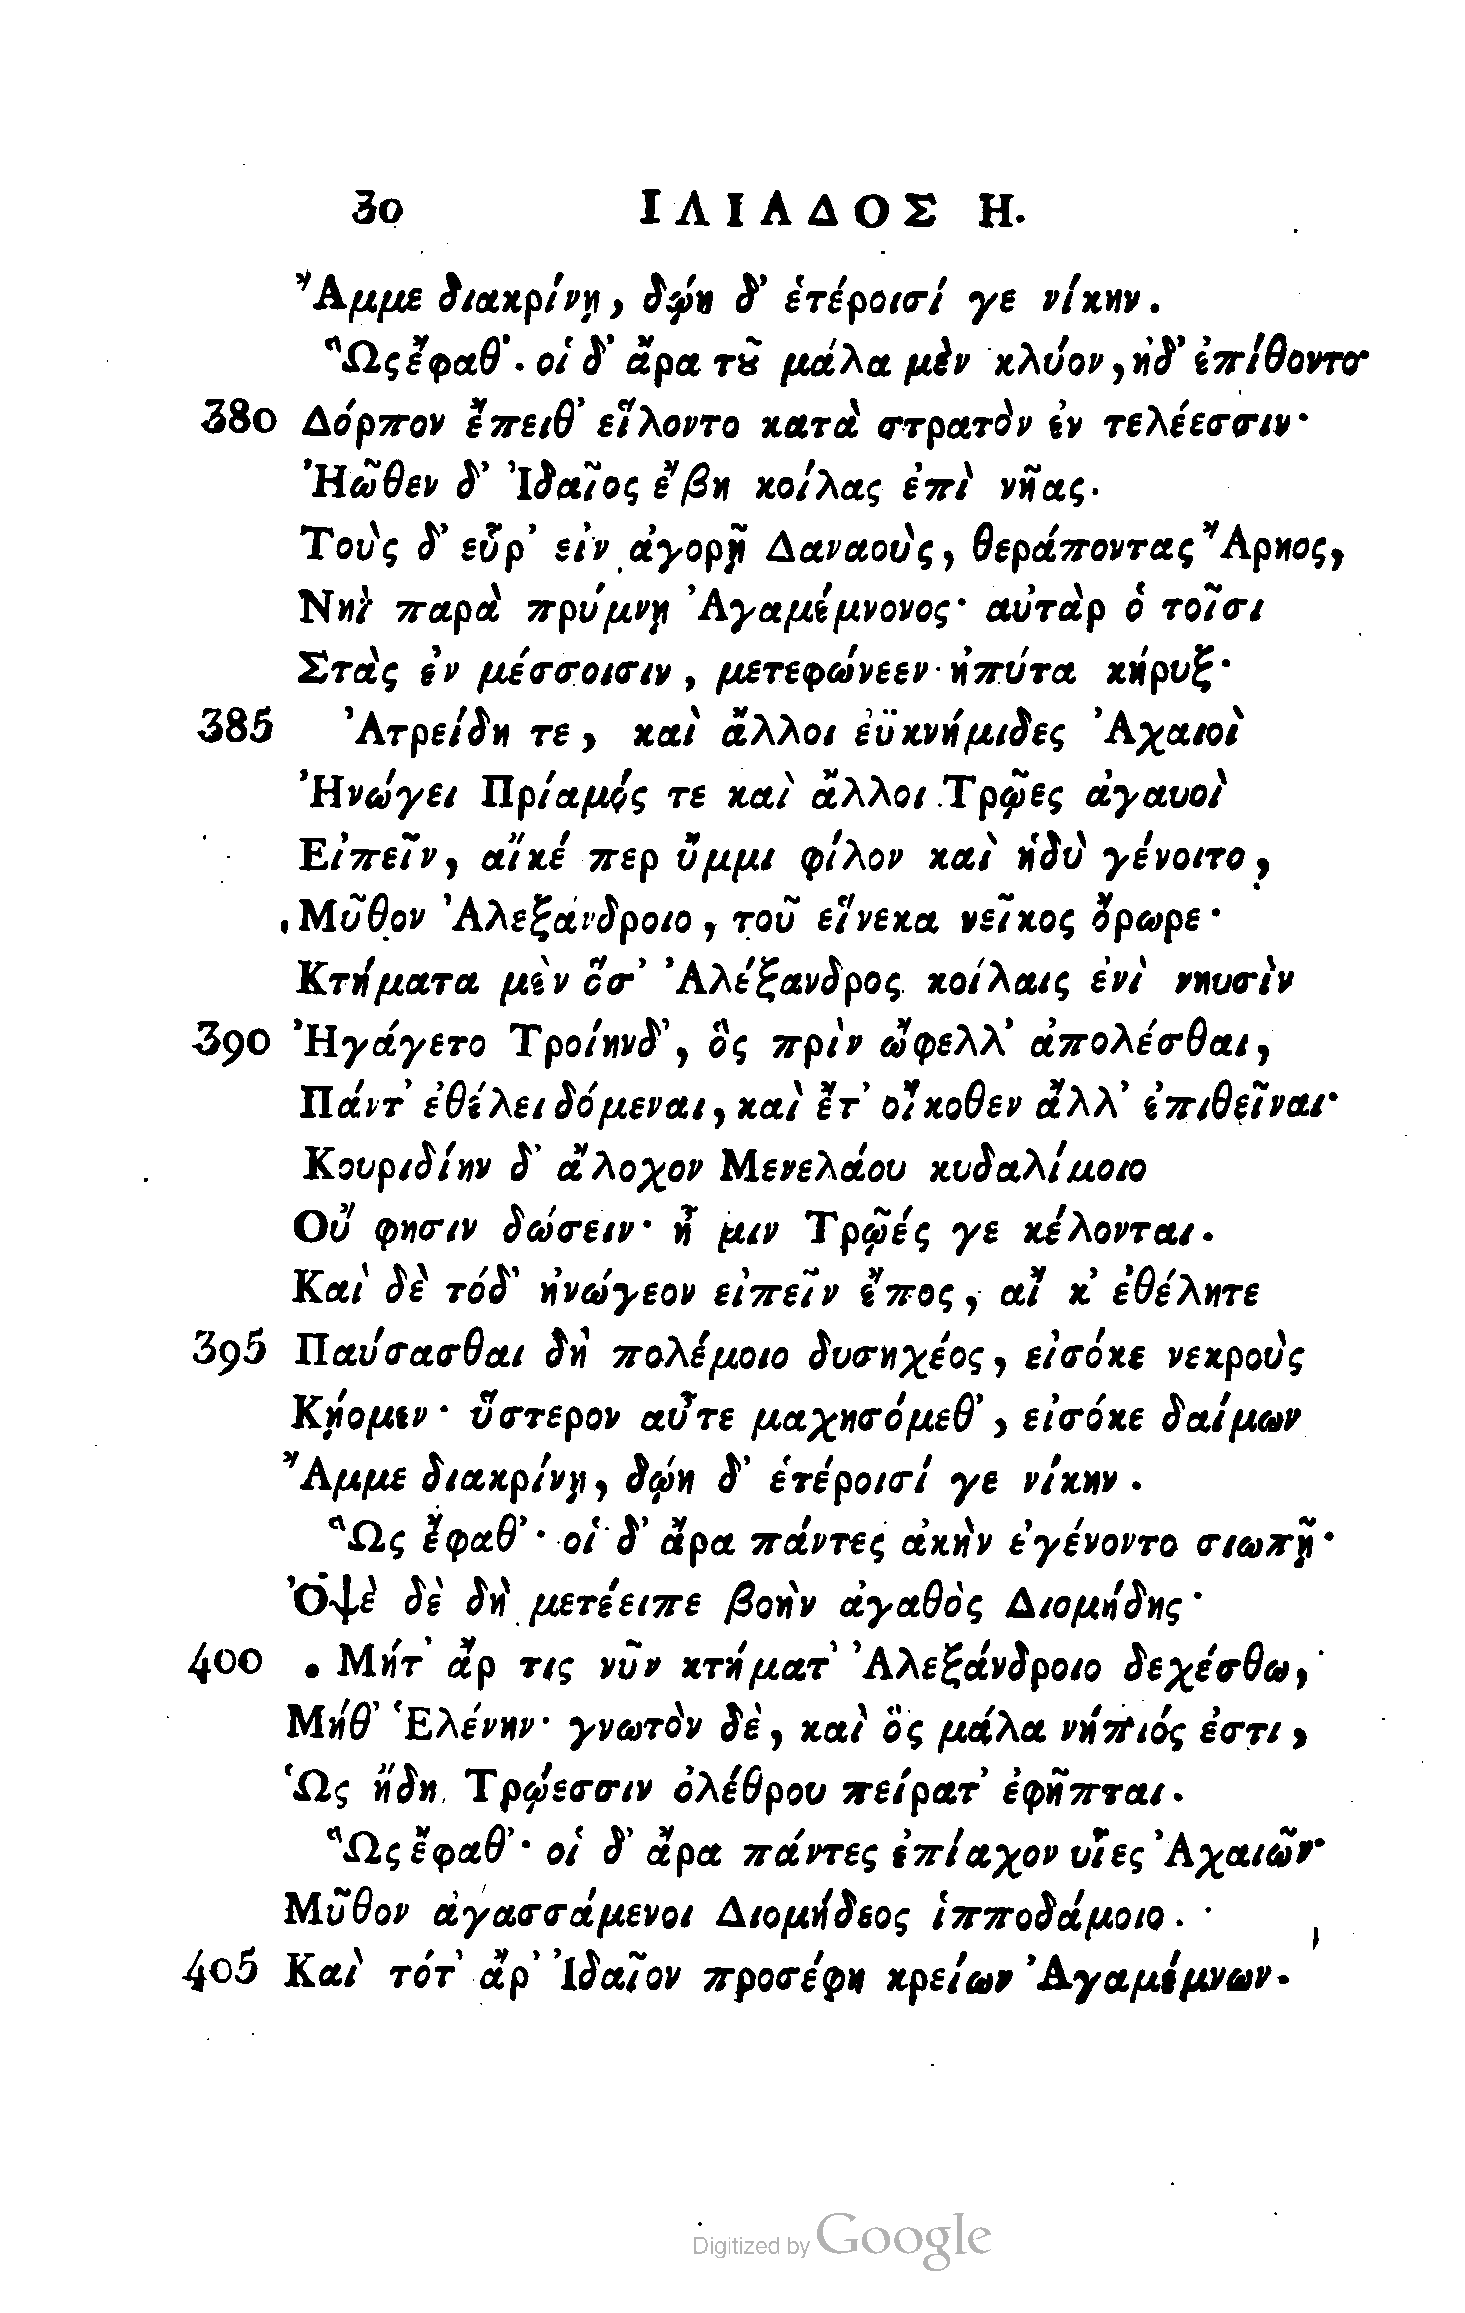 30 ΙΛΙΑΔΟΣ Η.
Ἄμμε διακρίνῃ, δῴη δ’ ἑτέροισί γε νίκην.
Ὣς ἔφαθ’· οἱ δ’ ἄρα τȣ͂ μάλα μὲν κλύον, ἠδ’ ἐπίθοντο·
380 Δόρπον ἔπειθ’ εἵλοντο κατὰ στρατὸν ἐν τελέεσσιν·
Ἠῶθεν δ’ Ἰδαῖος ἔβη κοίλας ἐπὶ νῆας.
Τοὺς δ’ εὗρ’ εἰν ἀγορῇ Δαναοὺς, θεράποντας Ἄρηος,
Νηῒ παρὰ πρύμνῃ Ἀγαμέμνονος· αὐτὰρ ὁ τοῖσι
Στὰς ἐν μέσσοισιν, μετεφώνεεν ἠπύτα κήρυξ·
385 Ἀτρείδη τε, καὶ ἄλλοι ἐϋκνήμιδες Ἀχαιοὶ
Ἠνώγει Πρίαμός τε καὶ ἄλλοι Τρῶες ἀγαυοὶ
Εἰπεῖν, αἴκέ περ ὔμμι φίλον καὶ ἡδὺ γένοιτο,
Μῦθον Ἀλεξάνδροιο, τοῦ εἵνεκα νεῖκος ὄρωρε·
Κτήματα μὲν ὅσ’ Ἀλέξανδρος κοίλαις ἐνὶ νηυσὶν
390 Ἠγάγετο Τροίηνδ’, ὃς πρὶν ὤφελλ’ ἀπολέσθαι,
Πάντ’ ἐθέλει δόμεναι, καὶ ἔτ’ οἴκοθεν ἄλλ’ ἐπιθεῖναι·
Κουριδίην δ’ ἄλοχον Μενελάου κυδαλίμοιο
Οὔ φησιν δώσειν· ἦ μιν Τρῶές γε κέλονται.
Καὶ δὲ τόδ’ ἠνώγεον εἰπεῖν ἔπος, αἴ κ’ ἐθέλητε
395 Παύσασθαι δὴ πολέμοιο δυσηχέος, εἰσόκε νεκροὺς
Κῄομεν· ὕστερον αὖτε μαχησόμεθ’, εἰσόκε δαίμων
Ἄμμε διακρίνῃ, δῴη δ’ ἑτέροισί γε νίκην.
Ὣς ἔφαθ’· οἱ δ’ ἄρα πάντες ἀκὴν ἐγένοντο σιωπῇ·
Ὀψὲ δὲ δὴ μετέειπε βοὴν ἀγαθὸς Διομήδης·
400 Μήτ’ ἄρ τις νῦν κτήματ’ Ἀλεξάνδροιο δεχέσθω,
Μήθ’ Ἑλένην· γνωτὸν δὲ, καὶ ὃς μάλα νήπιός ἐστι,
Ὡς ἤδη Τρώεσσιν ὀλέθρου πείρατ’ ἐφῆπται.
Ὣς ἔφαθ’· οἱ δ’ ἄρα πάντες ἐπίαχον υἷες Ἀχαιῶν·
Μῦθον ἀγασσάμενοι Διομήδεος ἱπποδάμοιο.
405 Καὶ τότ’ ἄρ’ Ἰδαῖον προσέφη κρείων Ἀγαμέμνων.
Digitized by Google